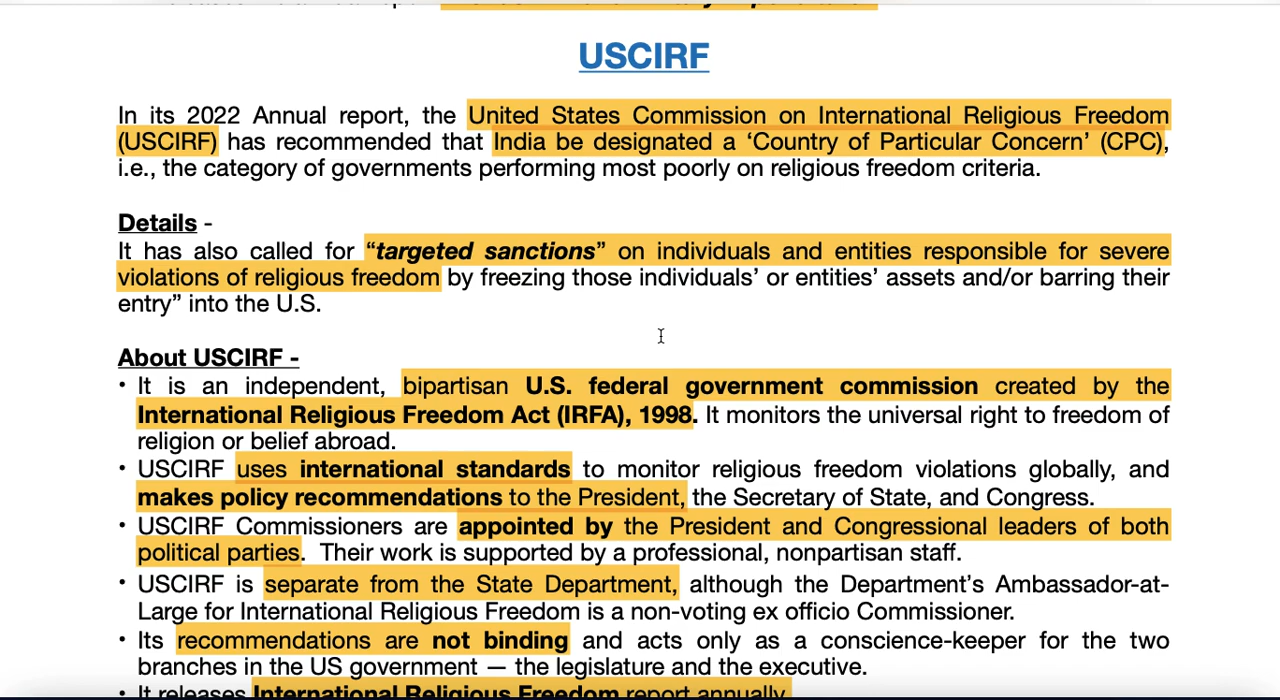 USCIRF
In its 2022 Annual report, the United States Commission on International Religious Freedom
(USCIRF) has recommended that India be designated a ‘Country of Particular Concern’ (CPC),
i.e., the category of governments performing most poorly on religious freedom criteria.
Details -
It has also called for “targeted sanctions” on individuals and entities responsible for severe
violations of religious freedom by freezing those individuals’ or entities’ assets and/or barring their
entry” into the U.S.
About USCIRF -
• It is an independent, bipartisan U.S. federal government commission created by the
International Religious Freedom Act (IRFA), 1998. It monitors the universal right to freedom of
religion or belief abroad.
• USCIRF uses international standards to monitor religious freedom violations globally, and
makes policy recommendations to the President, the Secretary of State, and Congress.
• USCIRF Commissioners are appointed by the President and Congressional leaders of both
political parties. Their work is supported by a professional, nonpartisan staff.
• USCIRF is separate from the State Department, although the Department’s Ambassador-at-
Large for International Religious Freedom is a non-voting ex officio Commissioner.
• Its recommendations are not binding and acts only as a conscience-keeper for the two
branches in the US government — the legislature and the executive.
• It releases International Religious Freedom report annually.